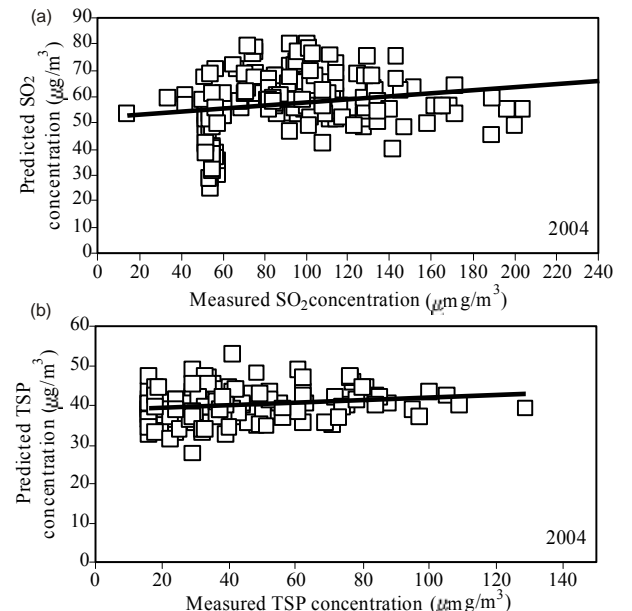 (a)
90
80
70
60
50
40
30
20
10
0
Predicted SO2
concentration (µg/m3)
2004
0 20 40 60 80 100 120 140 160 180 200 220 240
Measured SO2concentration (µmg/m3)
(b)
60
50
40
30
20
10
0
Predicted TSP
concentration (µg/m3)
2004
0 20 40 60 80 100 120 140
Measured TSP concentration (µmg/m3)